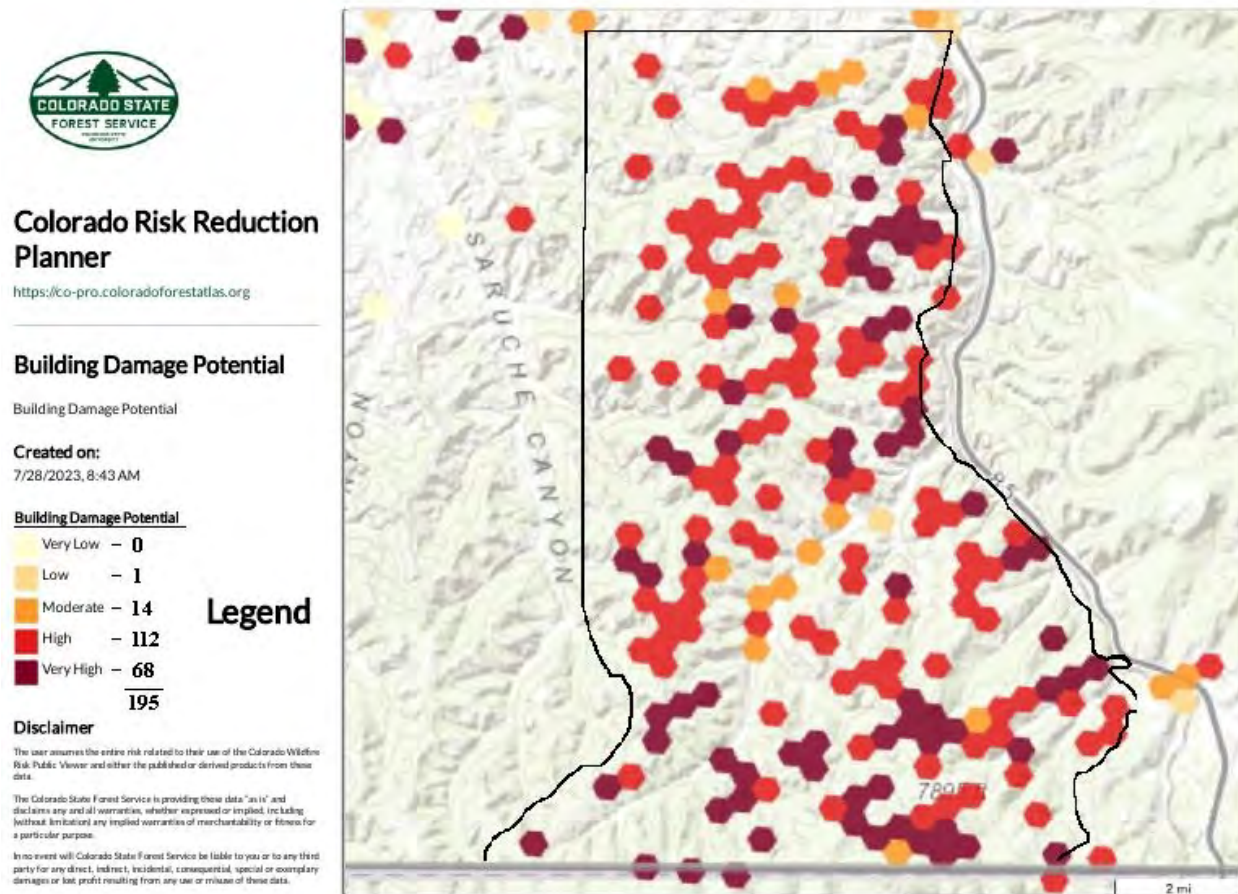 COLORADO STATE
FOREST SERVICE
COLORADO STATE
UNIVERSITY
Colorado Risk Reduction
Planner
https://co-pro.coloradoforestatlas.org
Building Damage Potential
Building Damage Potential
Created on:
7/28/2023, 8:43 AM
Building Damage Potential
Very Low – 0
Low – 1
Moderate – 14
High – 112
Very High – 68
195
Legend
Disclaimer
The user assumes the entire risk related to their use of the Colorado Wildfire
Risk Public Viewer and either the published or derived products from these
data.
The Colorado State Forest Service is providing these data "as is" and
disclaims any and all warranties, whether expressed or implied, including
(without limitation) any implied warranties of merchantability or fitness for
a particular purpose.
In no event will Colorado State Forest Service be liable to you or to any third
party for any direct, indirect, incidental, consequential, special or exemplary
damages or lost profit resulting from any use or misuse of these data.
SARUCHE CANYON
85
2 mi